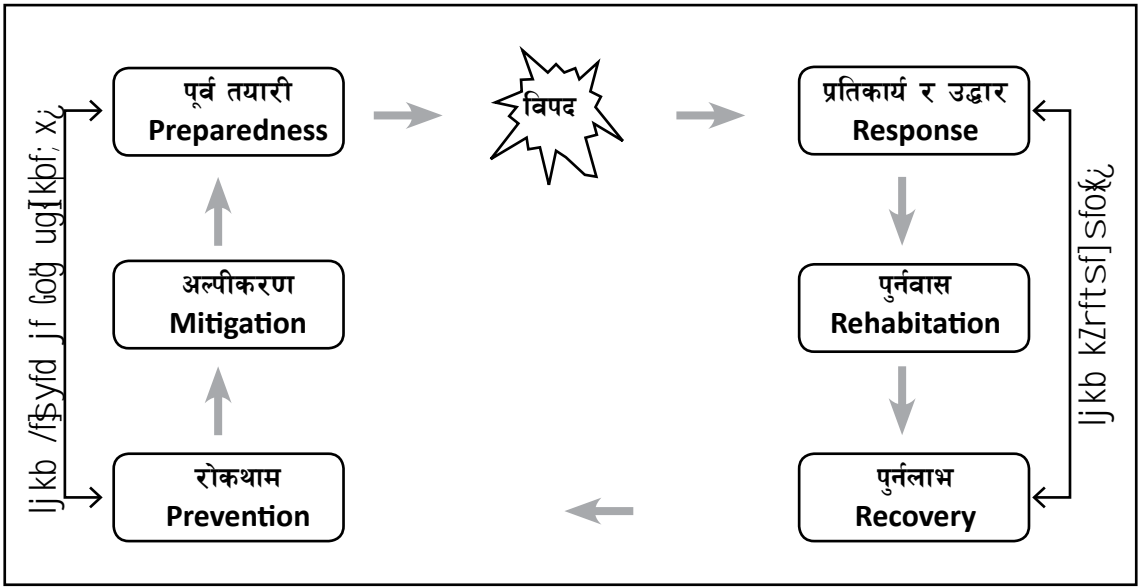 पूर्व तयारी
Preparedness
विपद
प्रतिकार्य र उद्धार
Response
अल्पीकरण
Mitigation
पुर्नवास
Rehabitation
रोकथाम
Prevention
पुर्नलाभ
Recovery